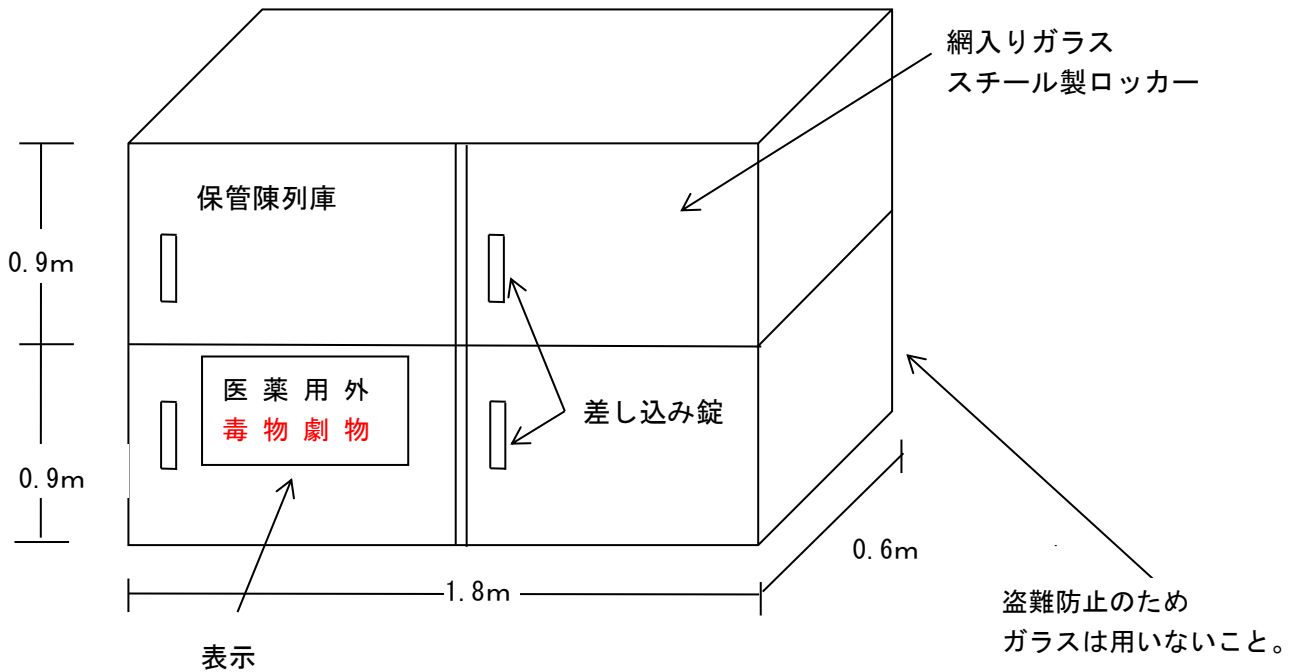 網入りガラス
スチール製ロッカー
保管陳列庫
0.9m
医薬用外
毒物劇物
差し込み錠
0.9m
0.6m
1.8m
盗難防止のため
ガラスは用いないこと。
表示